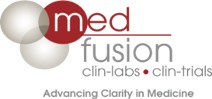 med
fusion
clin-labs • clin-trials
Advancing Clarity in Medicine